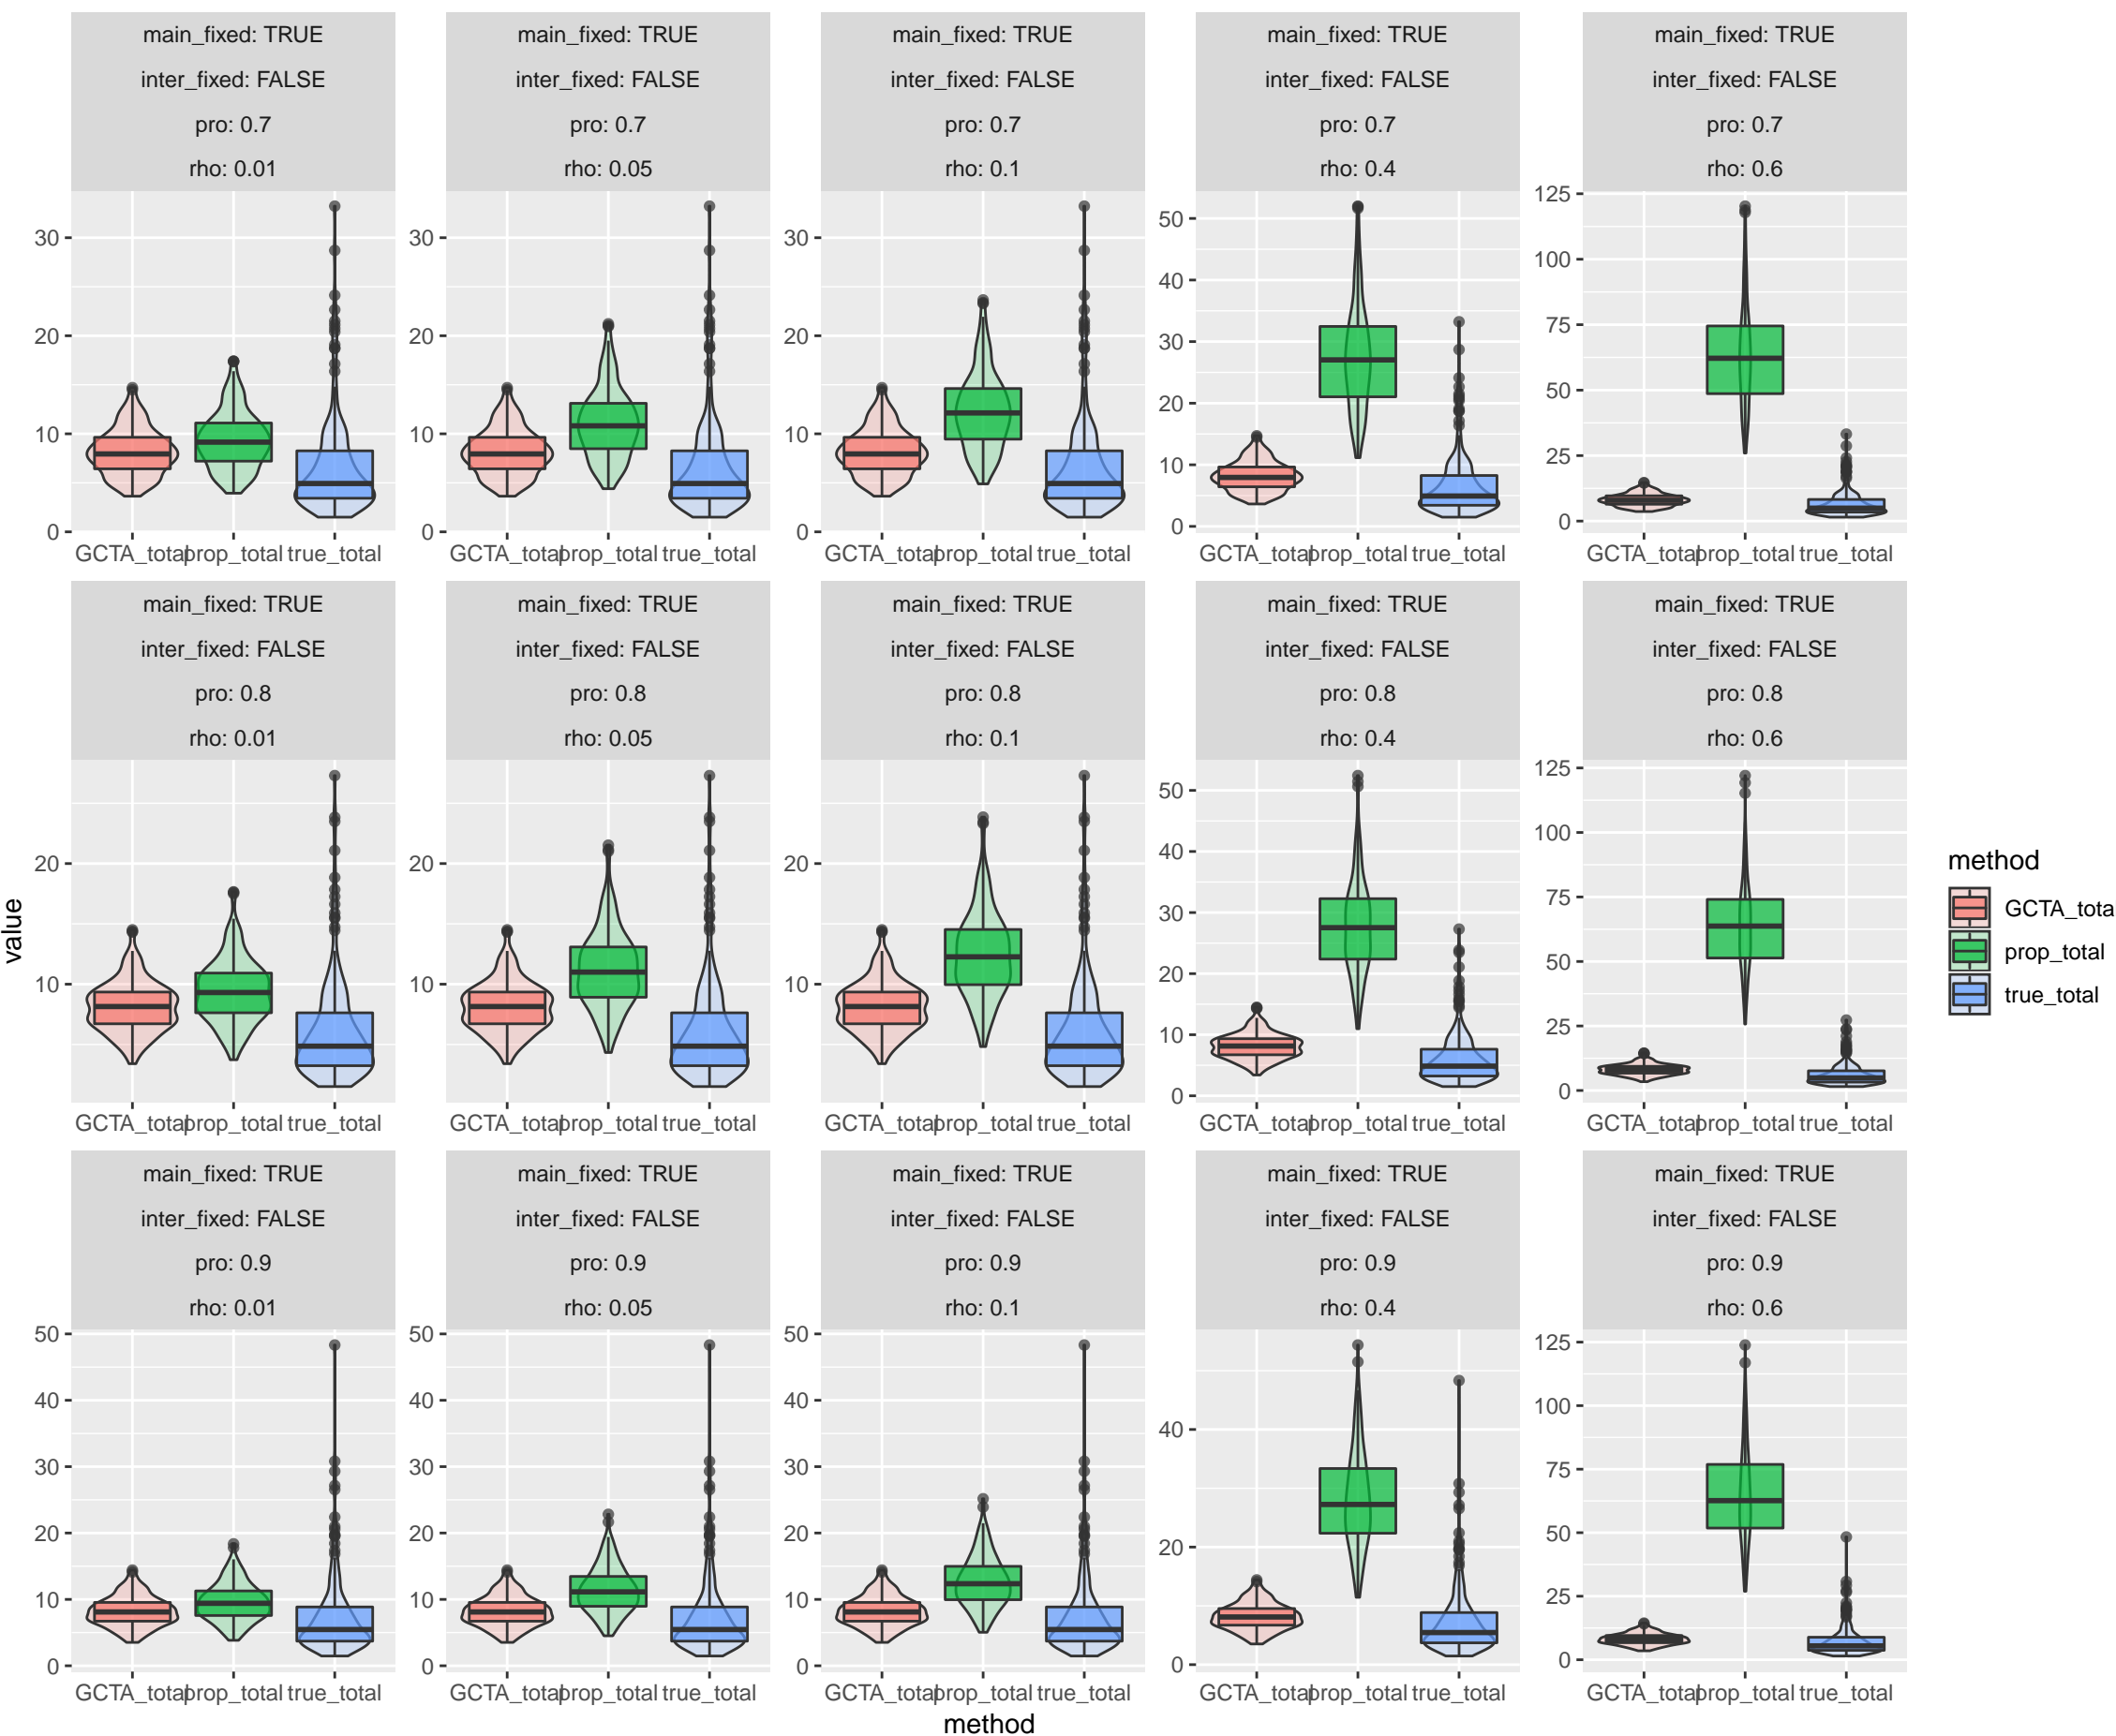 main_fixed: TRUE main_fixed: TRUE main_fixed: TRUE main_fixed: TRUE main_fixed: TRUE
inter_fixed: FALSE inter_fixed: FALSE inter_fixed: FALSE inter_fixed: FALSE inter_fixed: FALSE
pro: 0.7 pro: 0.7 pro: 0.7 pro: 0.7 pro: 0.7
rho: 0.01 rho: 0.05 rho: 0.1 rho: 0.4 rho: 0.6
125
50
30 30 30
100
40
75
20 20 20
30
50
20
10 10 10
25
10
0 0 0 0 0
GCTA_total prop_total true_total GCTA_total prop_total true_total GCTA_total prop_total true_total GCTA_total prop_total true_total GCTA_total prop_total true_total
main_fixed: TRUE main_fixed: TRUE main_fixed: TRUE main_fixed: TRUE main_fixed: TRUE
inter_fixed: FALSE inter_fixed: FALSE inter_fixed: FALSE inter_fixed: FALSE inter_fixed: FALSE
pro: 0.8 pro: 0.8 pro: 0.8 pro: 0.8 pro: 0.8
rho: 0.01 rho: 0.05 rho: 0.1 rho: 0.4 rho: 0.6
125
50
100
40
20 20 20
75
30
50
20
10 10 10
25
10
0 0
GCTA_total prop_total true_total GCTA_total prop_total true_total GCTA_total prop_total true_total GCTA_total prop_total true_total GCTA_total prop_total true_total
value
method
GCTA_tota
prop_total
true_total
main_fixed: TRUE main_fixed: TRUE main_fixed: TRUE main_fixed: TRUE main_fixed: TRUE
inter_fixed: FALSE inter_fixed: FALSE inter_fixed: FALSE inter_fixed: FALSE inter_fixed: FALSE
pro: 0.9 pro: 0.9 pro: 0.9 pro: 0.9 pro: 0.9
rho: 0.01 rho: 0.05 rho: 0.1 rho: 0.4 rho: 0.6
50 50 50
125
40 40 40
100
40
30 30 30
75
20 20 20
50
20
10 10 10
25
0 0 0 0 0
GCTA_total prop_total true_total GCTA_total prop_total true_total GCTA_total prop_total true_total GCTA_total prop_total true_total GCTA_total prop_total true_total
method